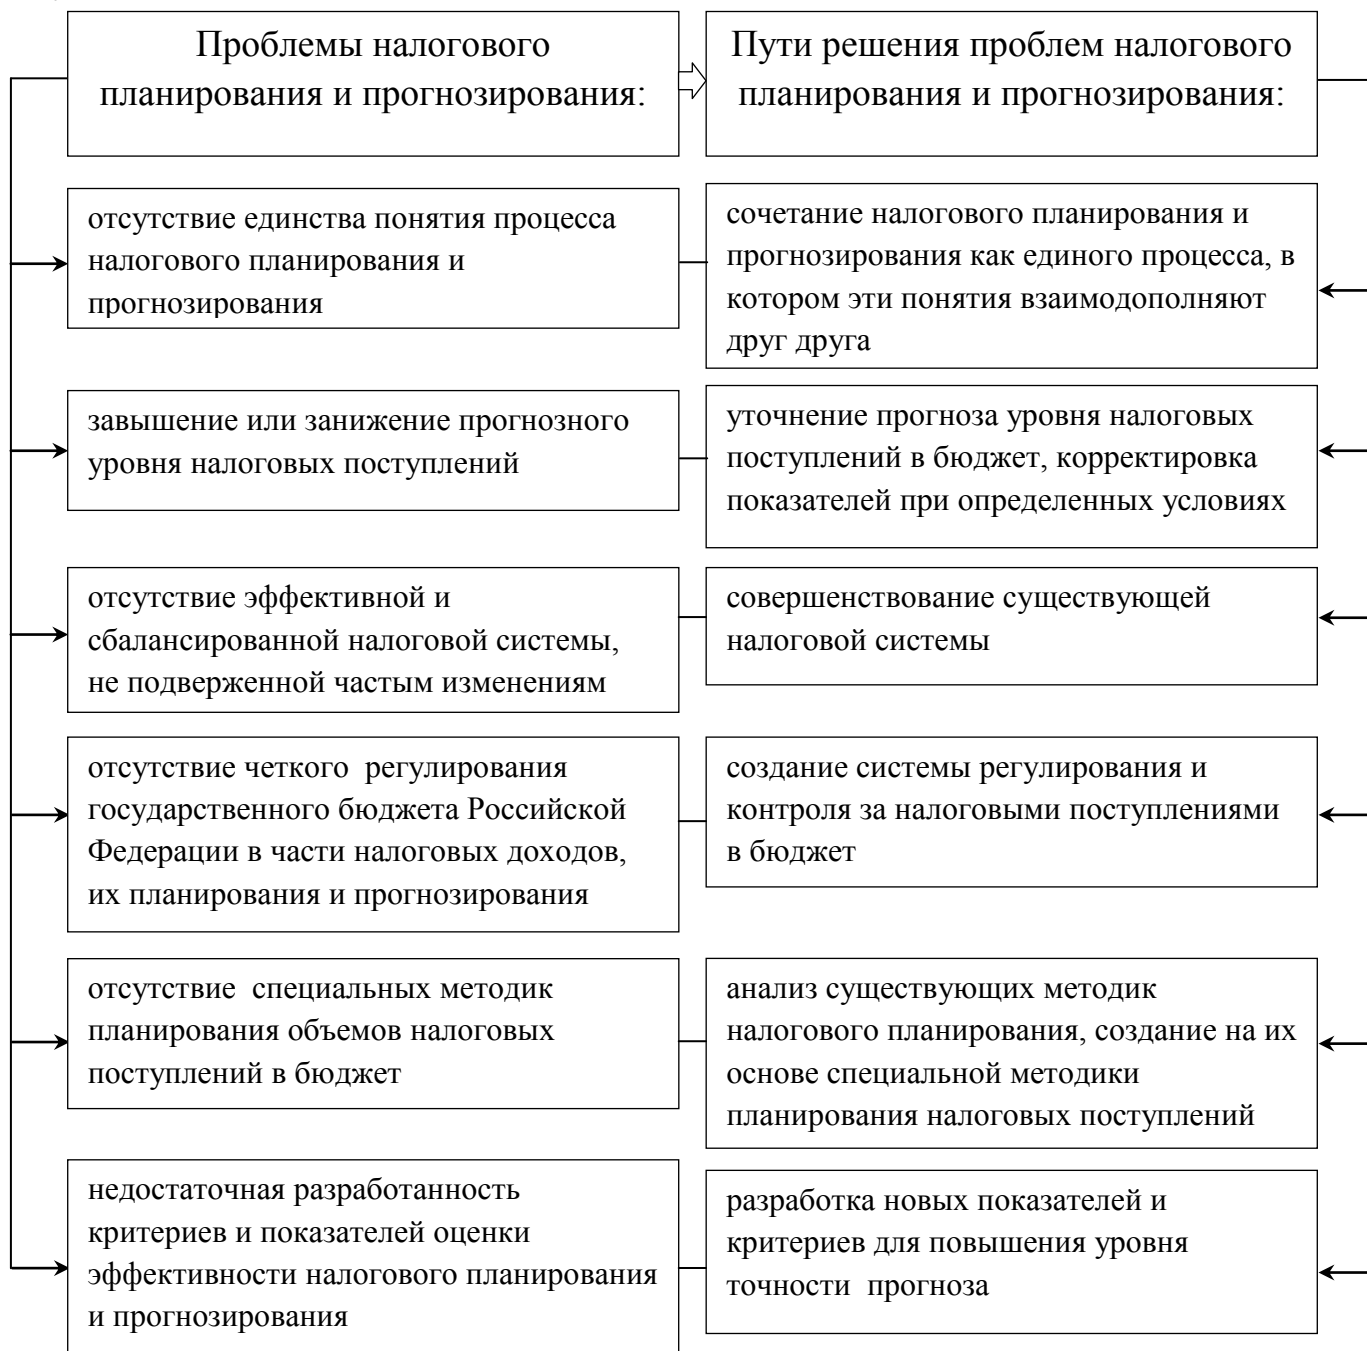 Проблемы налогового
планирования и прогнозирования:
Пути решения проблем налогового
планирования и прогнозирования:
отсутствие единства понятия процесса
налогового планирования и
прогнозирования
сочетание налогового планирования и
прогнозирования как единого процесса, в
котором эти понятия взаимодополняют
друг друга
завышение или занижение прогнозного
уровня налоговых поступлений
уточнение прогноза уровня налоговых
поступлений в бюджет, корректировка
показателей при определенных условиях
отсутствие эффективной и
сбалансированной налоговой системы,
не подверженной частым изменениям
совершенствование существующей
налоговой системы
отсутствие четкого регулирования
государственного бюджета Российской
Федерации в части налоговых доходов,
их планирования и прогнозирования
создание системы регулирования и
контроля за налоговыми поступлениями
в бюджет
отсутствие специальных методик
планирования объемов налоговых
поступлений в бюджет
анализ существующих методик
налогового планирования, создание на их
основе специальной методики
планирования налоговых поступлений
недостаточная разработанность
критериев и показателей оценки
эффективности налогового планирования
и прогнозирования
разработка новых показателей и
критериев для повышения уровня
точности прогноза